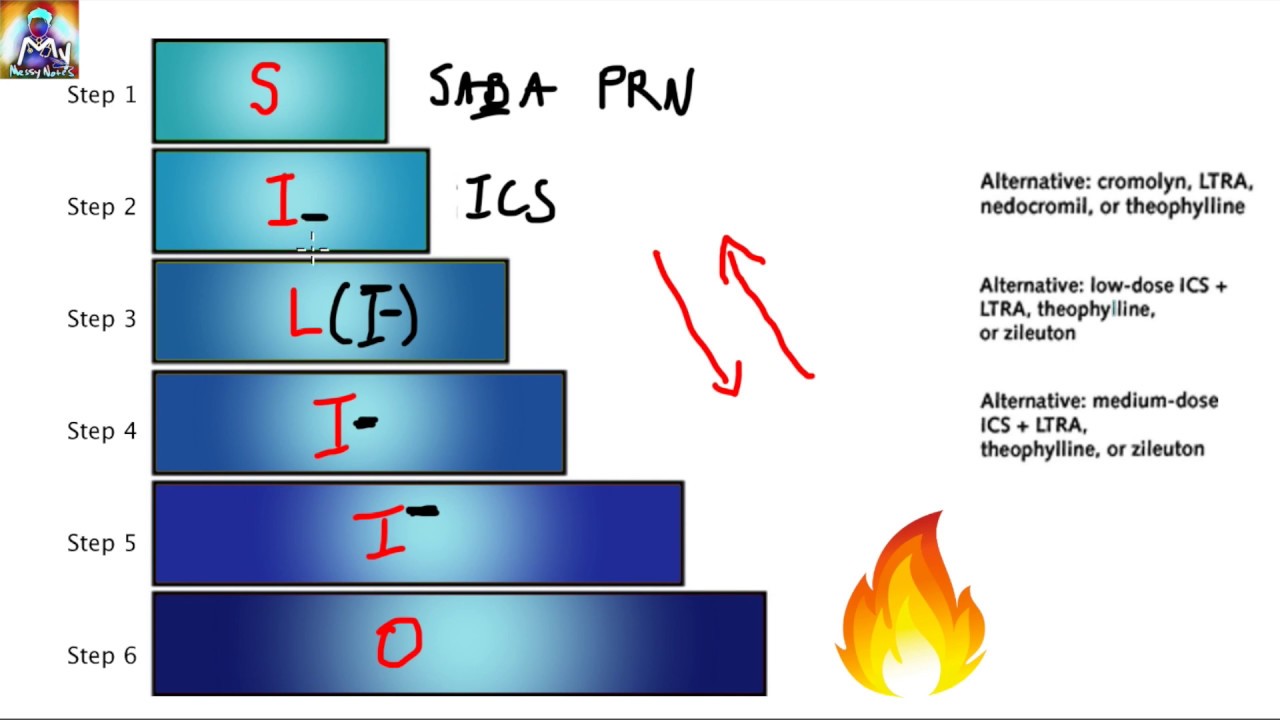 Messy Notes
Step 1
S
SABA PRN
Step 2
I-
ICS
Alternative: cromolyn, LTRA,
nedocromil, or theophylline
Step 3
L(I-)
Alternative: low-dose ICS +
LTRA, theophylline,
or zileuton
Step 4
I-
Alternative: medium-dose
ICS + LTRA,
theophylline, or zileuton
Step 5
I-
Step 6
O